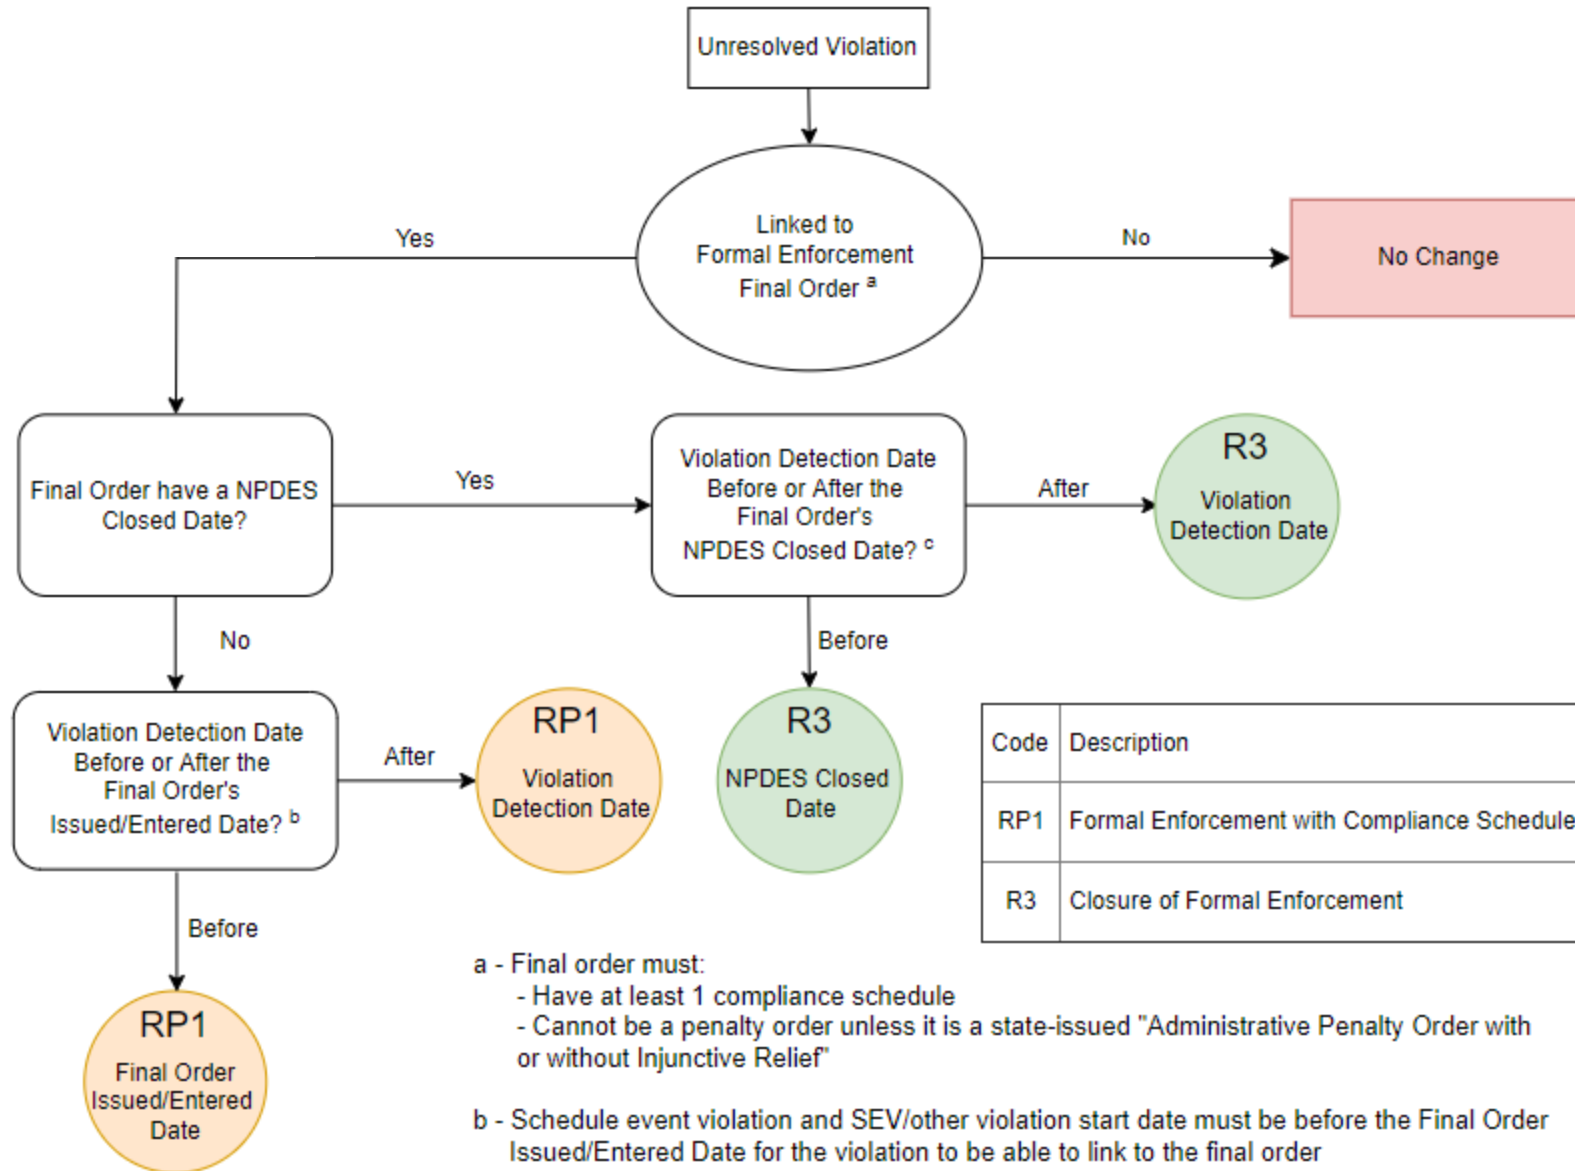 Unresolved Violation
Linked to
Formal Enforcement
Final Order a
Yes
No
No Change
Final Order have a NPDES
Closed Date?
Yes
Violation Detection Date
Before or After the
Final Order's
NPDES Closed Date? c
After
R3
Violation
Detection Date
No
Before
Violation Detection Date
Before or After the
Final Order's
Issued/Entered Date? b
After
RP1
Violation
Detection Date
R3
NPDES Closed
Date
Before
RP1
Final Order
Issued/Entered
Date
Code Description
RP1 Formal Enforcement with Compliance Schedule
R3 Closure of Formal Enforcement
a - Final order must:
- Have at least 1 compliance schedule
- Cannot be a penalty order unless it is a state-issued "Administrative Penalty Order with
or without Injunctive Relief"
b - Schedule event violation and SEV/other violation start date must be before the Final Order
Issued/Entered Date for the violation to be able to link to the final order